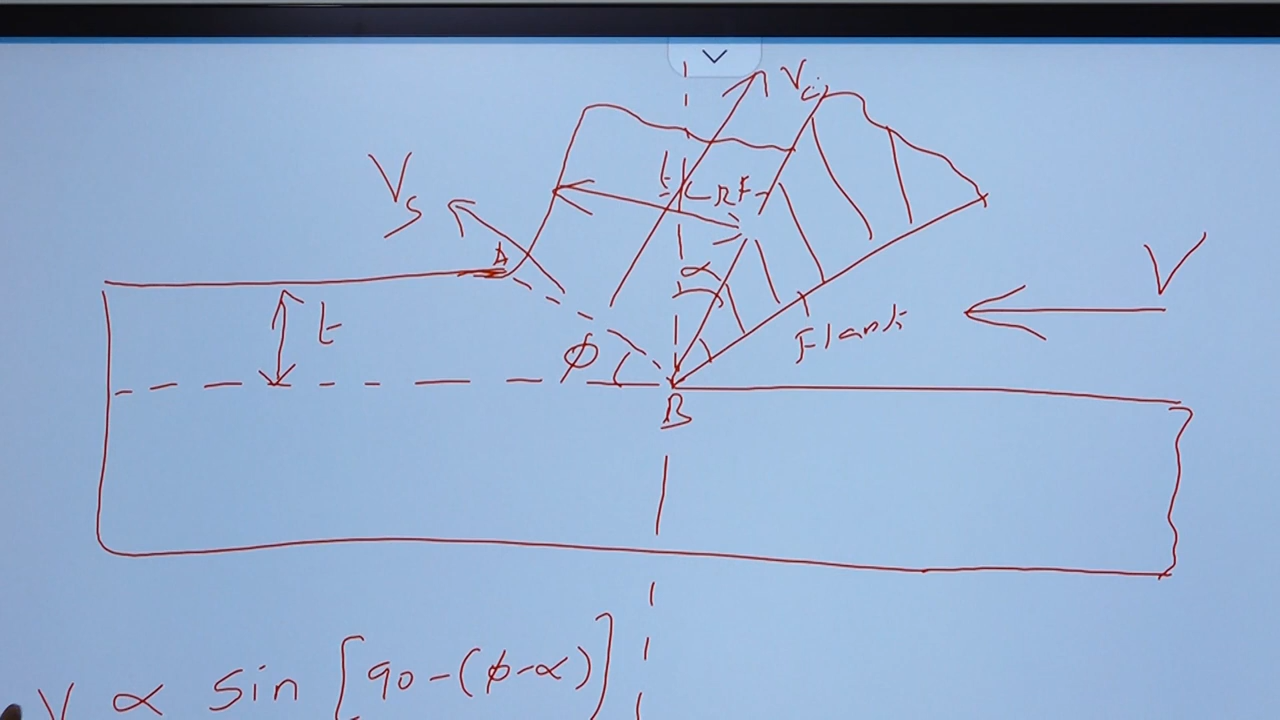 Vc
Vs
t
RF
A
α
V
t
Flank
ϕ
B
V ∝ sin [90-(ϕ-α)]